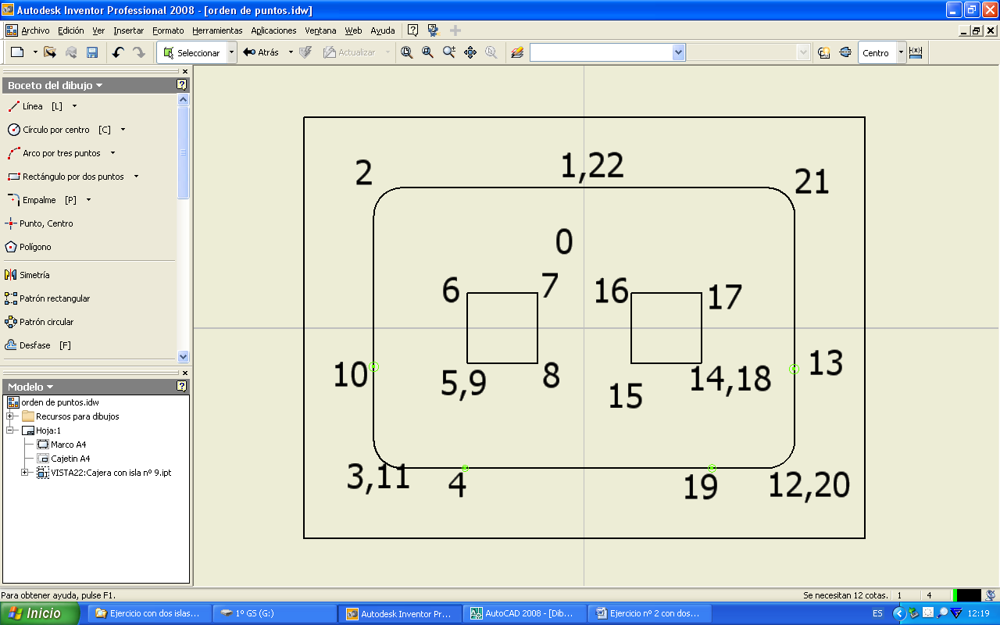 Autodesk Inventor Professional 2008 - [orden de puntos.idw]
Archivo Edición Ver Insertar Formato Herramientas Aplicaciones Ventana Web Ayuda
Seleccionar Atrás Actualizar Centro
Boceto del dibujo
Línea [L]
Círculo por centro [C]
Arco por tres puntos
Rectángulo por dos puntos
Empalme [P]
Punto, Centro
Polígono
Simetría
Patrón rectangular
Patrón circular
Desfase [F]
Modelo
orden de puntos.idw
Recursos para dibujos
Hoja:1
Marco A4
Cajetin A4
VISTA22:Cajera con isla nº 9.ipt
2 1,22 21
0
6 7 16 17
10 5,9 8 15 14,18 13
3,11 4 19 12,20
Para obtener ayuda, pulse F1. Se necesitan 12 cotas. 1 4
Inicio Ejercicio con dos islas... 1º GS (G:) Autodesk Inventor Pr... AutoCAD 2008 - [Dib... Ejercicio nº 2 con dos... ES 12:19